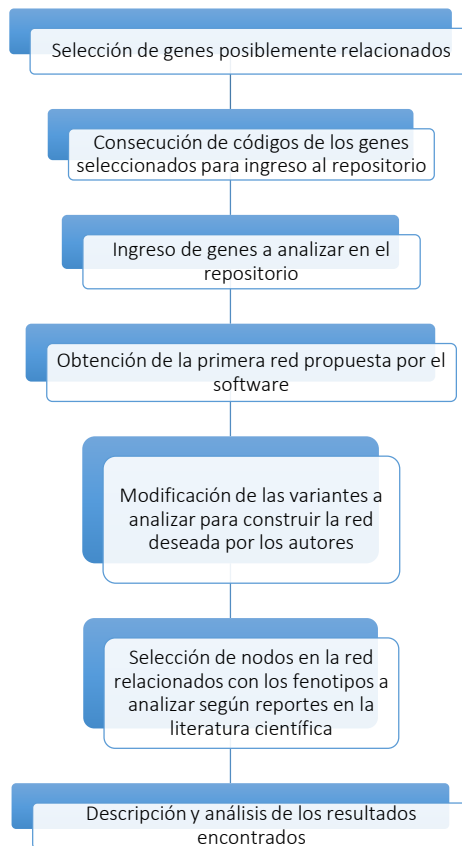 Selección de genes posiblemente relacionados
Consecución de códigos de los genes
seleccionados para ingreso al repositorio
Ingreso de genes a analizar en el
repositorio
Obtención de la primera red propuesta por el
software
Modificación de las variantes a
analizar para construir la red
deseada por los autores
Selección de nodos en la red
relacionados con los fenotipos a
analizar según reportes en la
literatura científica
Descripción y análisis de los resultados
encontrados